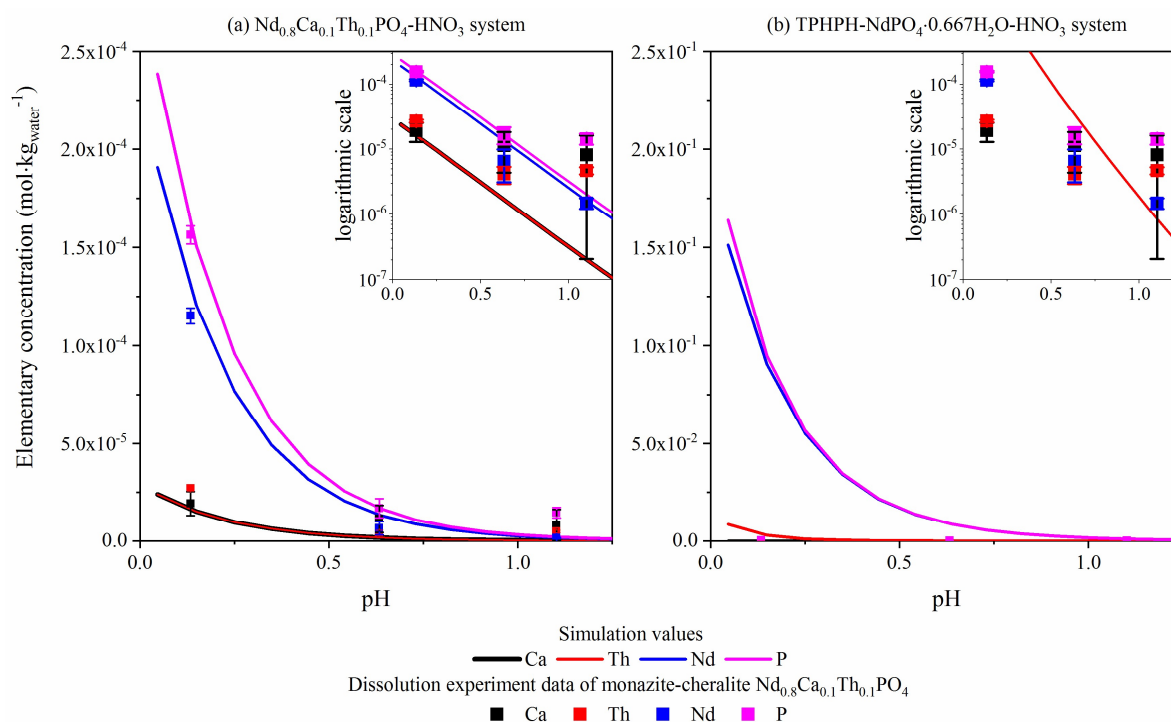 (a) Nd₀.₈Ca₀.₁Th₀.₁PO₄-HNO₃ system
(b) TPHPH-NdPO₄·0.667H₂O-HNO₃ system
Elementary concentration (mol·kg_water⁻¹)
2.5x10⁻⁴
2.0x10⁻⁴
1.5x10⁻⁴
1.0x10⁻⁴
5.0x10⁻⁵
0.0
0.0 0.5 1.0
pH
logarithmic scale
10⁻⁴
10⁻⁵
10⁻⁶
10⁻⁷
0.0 0.5 1.0
2.5x10⁻¹
2.0x10⁻¹
1.5x10⁻¹
1.0x10⁻¹
5.0x10⁻²
0.0
0.0 0.5 1.0
pH
logarithmic scale
10⁻⁴
10⁻⁵
10⁻⁶
10⁻⁷
0.0 0.5 1.0
Simulation values
Ca Th Nd P
Dissolution experiment data of monazite-cheralite Nd₀.₈Ca₀.₁Th₀.₁PO₄
Ca Th Nd P